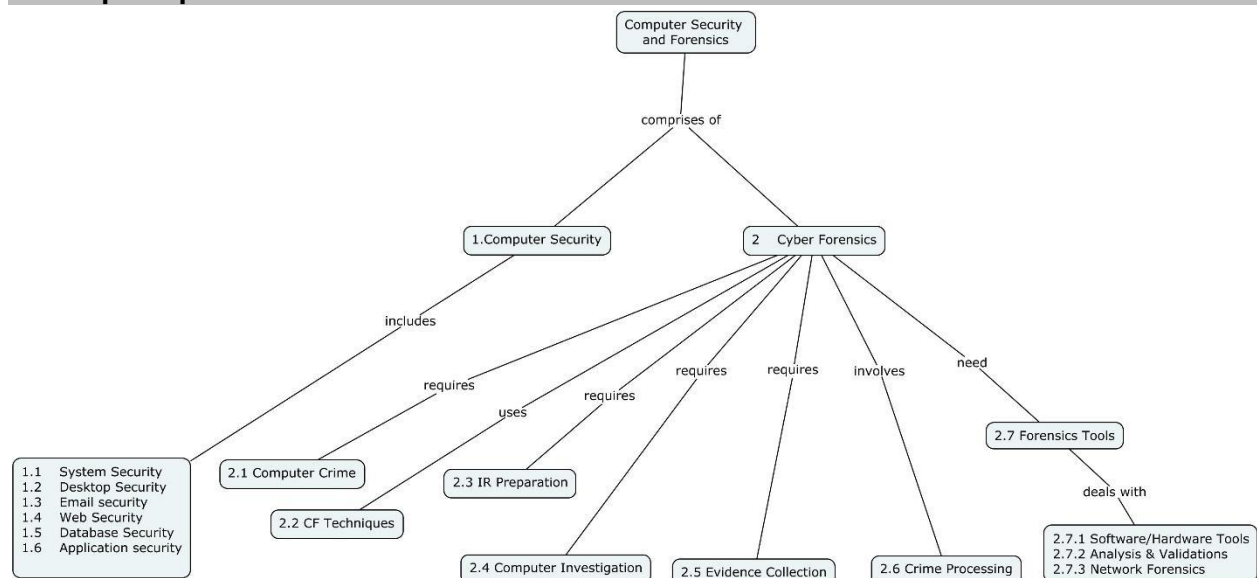 Computer Security
and Forensics
comprises of
1.Computer Security
2 Cyber Forensics
includes
requires
uses
requires
requires
requires
involves
need
2.7 Forensics Tools
deals with
1.1 System Security
1.2 Desktop Security
1.3 Email security
1.4 Web Security
1.5 Database Security
1.6 Application security
2.1 Computer Crime
2.2 CF Techniques
2.3 IR Preparation
2.4 Computer Investigation
2.5 Evidence Collection
2.6 Crime Processing
2.7.1 Software/Hardware Tools
2.7.2 Analysis & Validations
2.7.3 Network Forensics